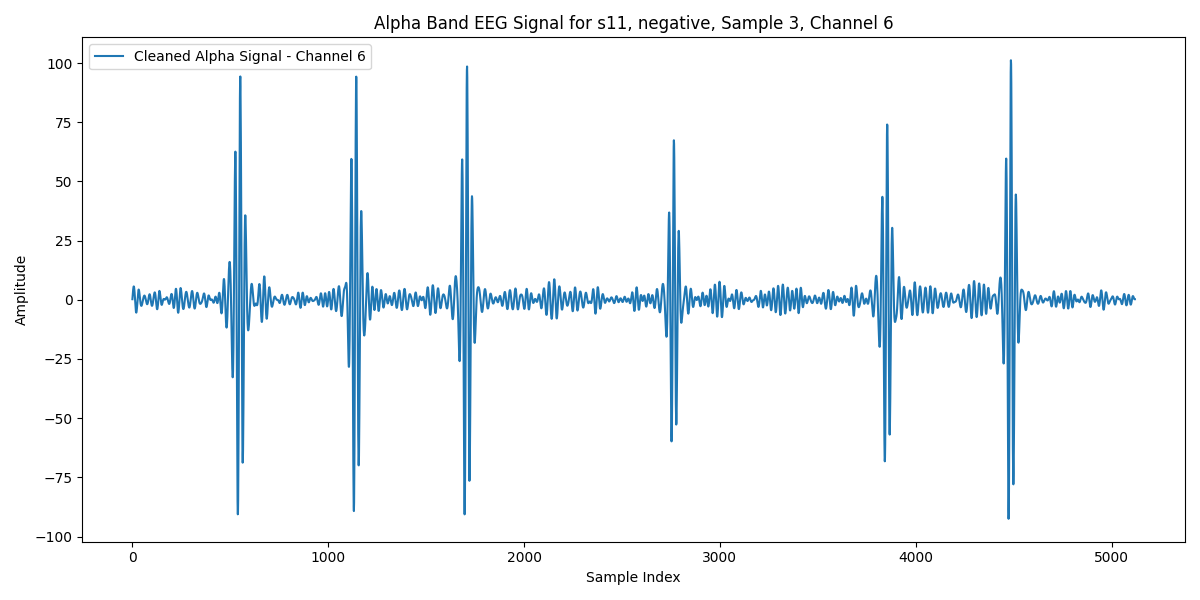 Alpha Band EEG Signal for s11, negative, Sample 3, Channel 6
Cleaned Alpha Signal - Channel 6
100
75
50
25
0
−25
−50
−75
−100
Amplitude
0 1000 2000 3000 4000 5000
Sample Index